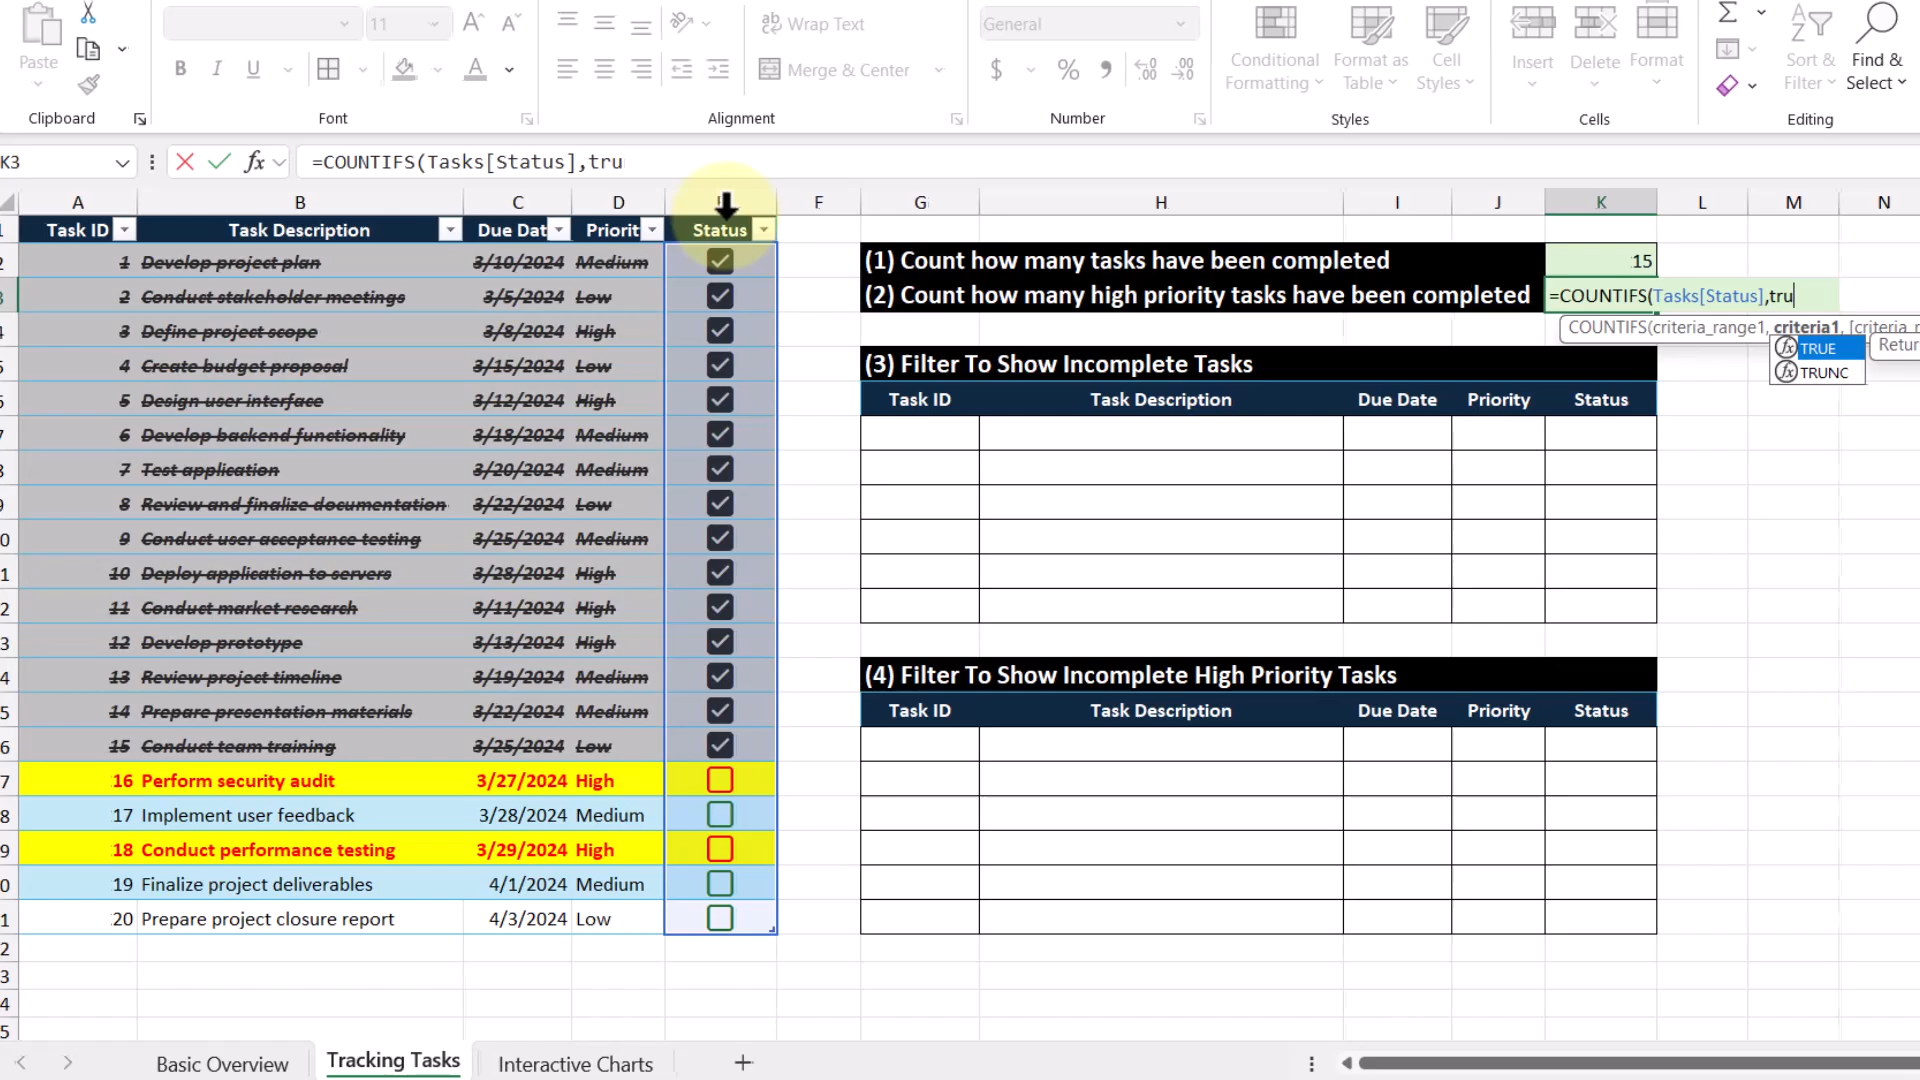 11
ab Wrap Text
General
Paste
Merge & Center
$ % 9
Conditional Formatting
Format as Table
Cell Styles
Insert
Delete
Format
Sort & Filter
Find & Select
Clipboard
Font
Alignment
Number
Styles
Cells
Editing
K3
fx
=COUNTIFS(Tasks[Status],tru
A B C D F G H I J K L M N
Task ID Task Description Due Dat Priorit Status
1 Develop project plan 3/10/2024 Medium
2 Conduct stakeholder meetings 3/5/2024 Low
3 Define project scope 3/8/2024 High
4 Create budget proposal 3/15/2024 Low
5 Design user interface 3/12/2024 High
6 Develop backend functionality 3/18/2024 Medium
7 Test application 3/20/2024 Medium
8 Review and finalize documentation 3/22/2024 Low
9 Conduct user acceptance testing 3/25/2024 Medium
10 Deploy application to servers 3/28/2024 High
11 Conduct market research 3/11/2024 High
12 Develop prototype 3/13/2024 High
13 Review project timeline 3/19/2024 Medium
14 Prepare presentation materials 3/22/2024 Medium
15 Conduct team training 3/25/2024 Low
16 Perform security audit 3/27/2024 High
17 Implement user feedback 3/28/2024 Medium
18 Conduct performance testing 3/29/2024 High
19 Finalize project deliverables 4/1/2024 Medium
20 Prepare project closure report 4/3/2024 Low
(1) Count how many tasks have been completed 15
(2) Count how many high priority tasks have been completed =COUNTIFS(Tasks[Status],tru
COUNTIFS(criteria_range1, criteria1, [criteria_r
TRUE
Retur
TRUNC
(3) Filter To Show Incomplete Tasks
Task ID Task Description Due Date Priority Status
(4) Filter To Show Incomplete High Priority Tasks
Task ID Task Description Due Date Priority Status
Basic Overview Tracking Tasks Interactive Charts